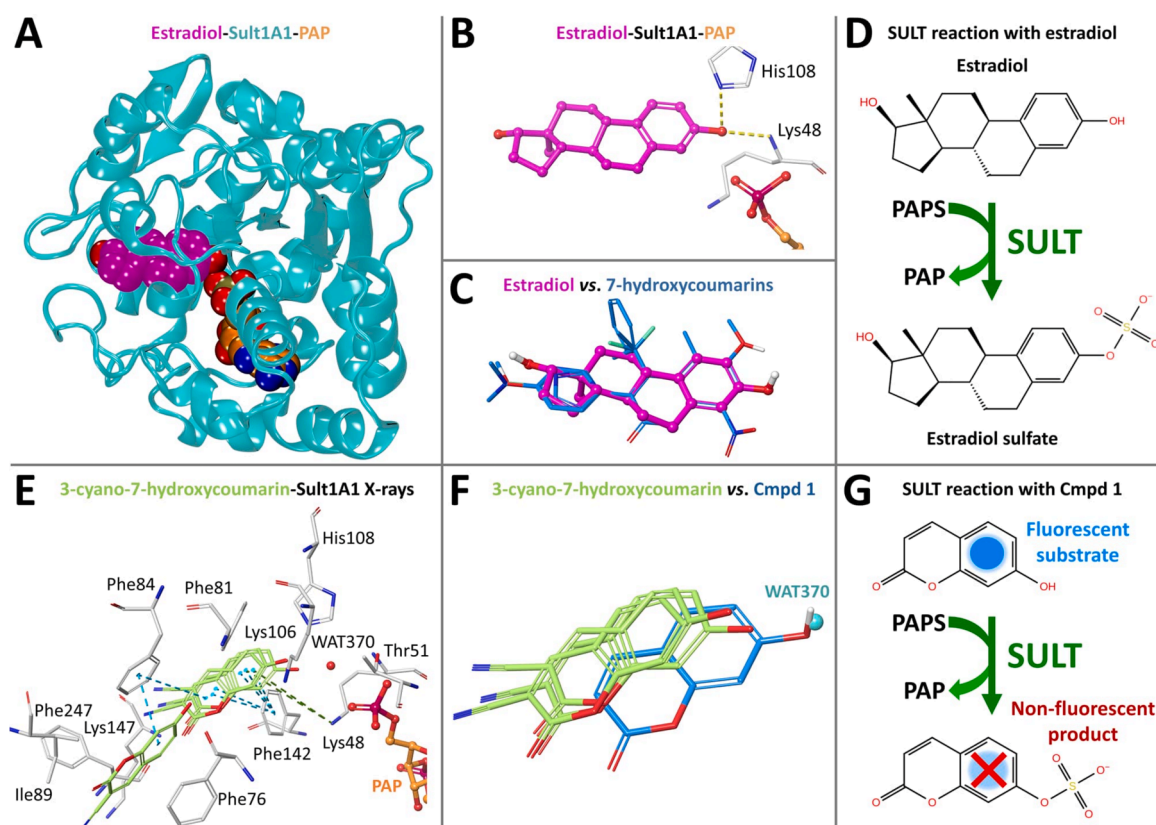 A
Estradiol-Sult1A1-PAP
B
Estradiol-Sult1A1-PAP
His108
Lys48
C
Estradiol vs. 7-hydroxycoumarins
D
SULT reaction with estradiol
Estradiol
HO
OH
PAPS
SULT
PAP
HO
O
S
O⁻
O
O
Estradiol sulfate
E
3-cyano-7-hydroxycoumarin-Sult1A1 X-rays
His108
Phe84
Phe81
Lys106
WAT370
Thr51
Phe247
Lys147
Phe142
Lys48
Ile89
Phe76
PAP
F
3-cyano-7-hydroxycoumarin vs. Cmpd 1
WAT370
G
SULT reaction with Cmpd 1
Fluorescent
substrate
O
O
OH
PAPS
SULT
PAP
Non-fluorescent
product
O
O
O
S
O
O⁻
O